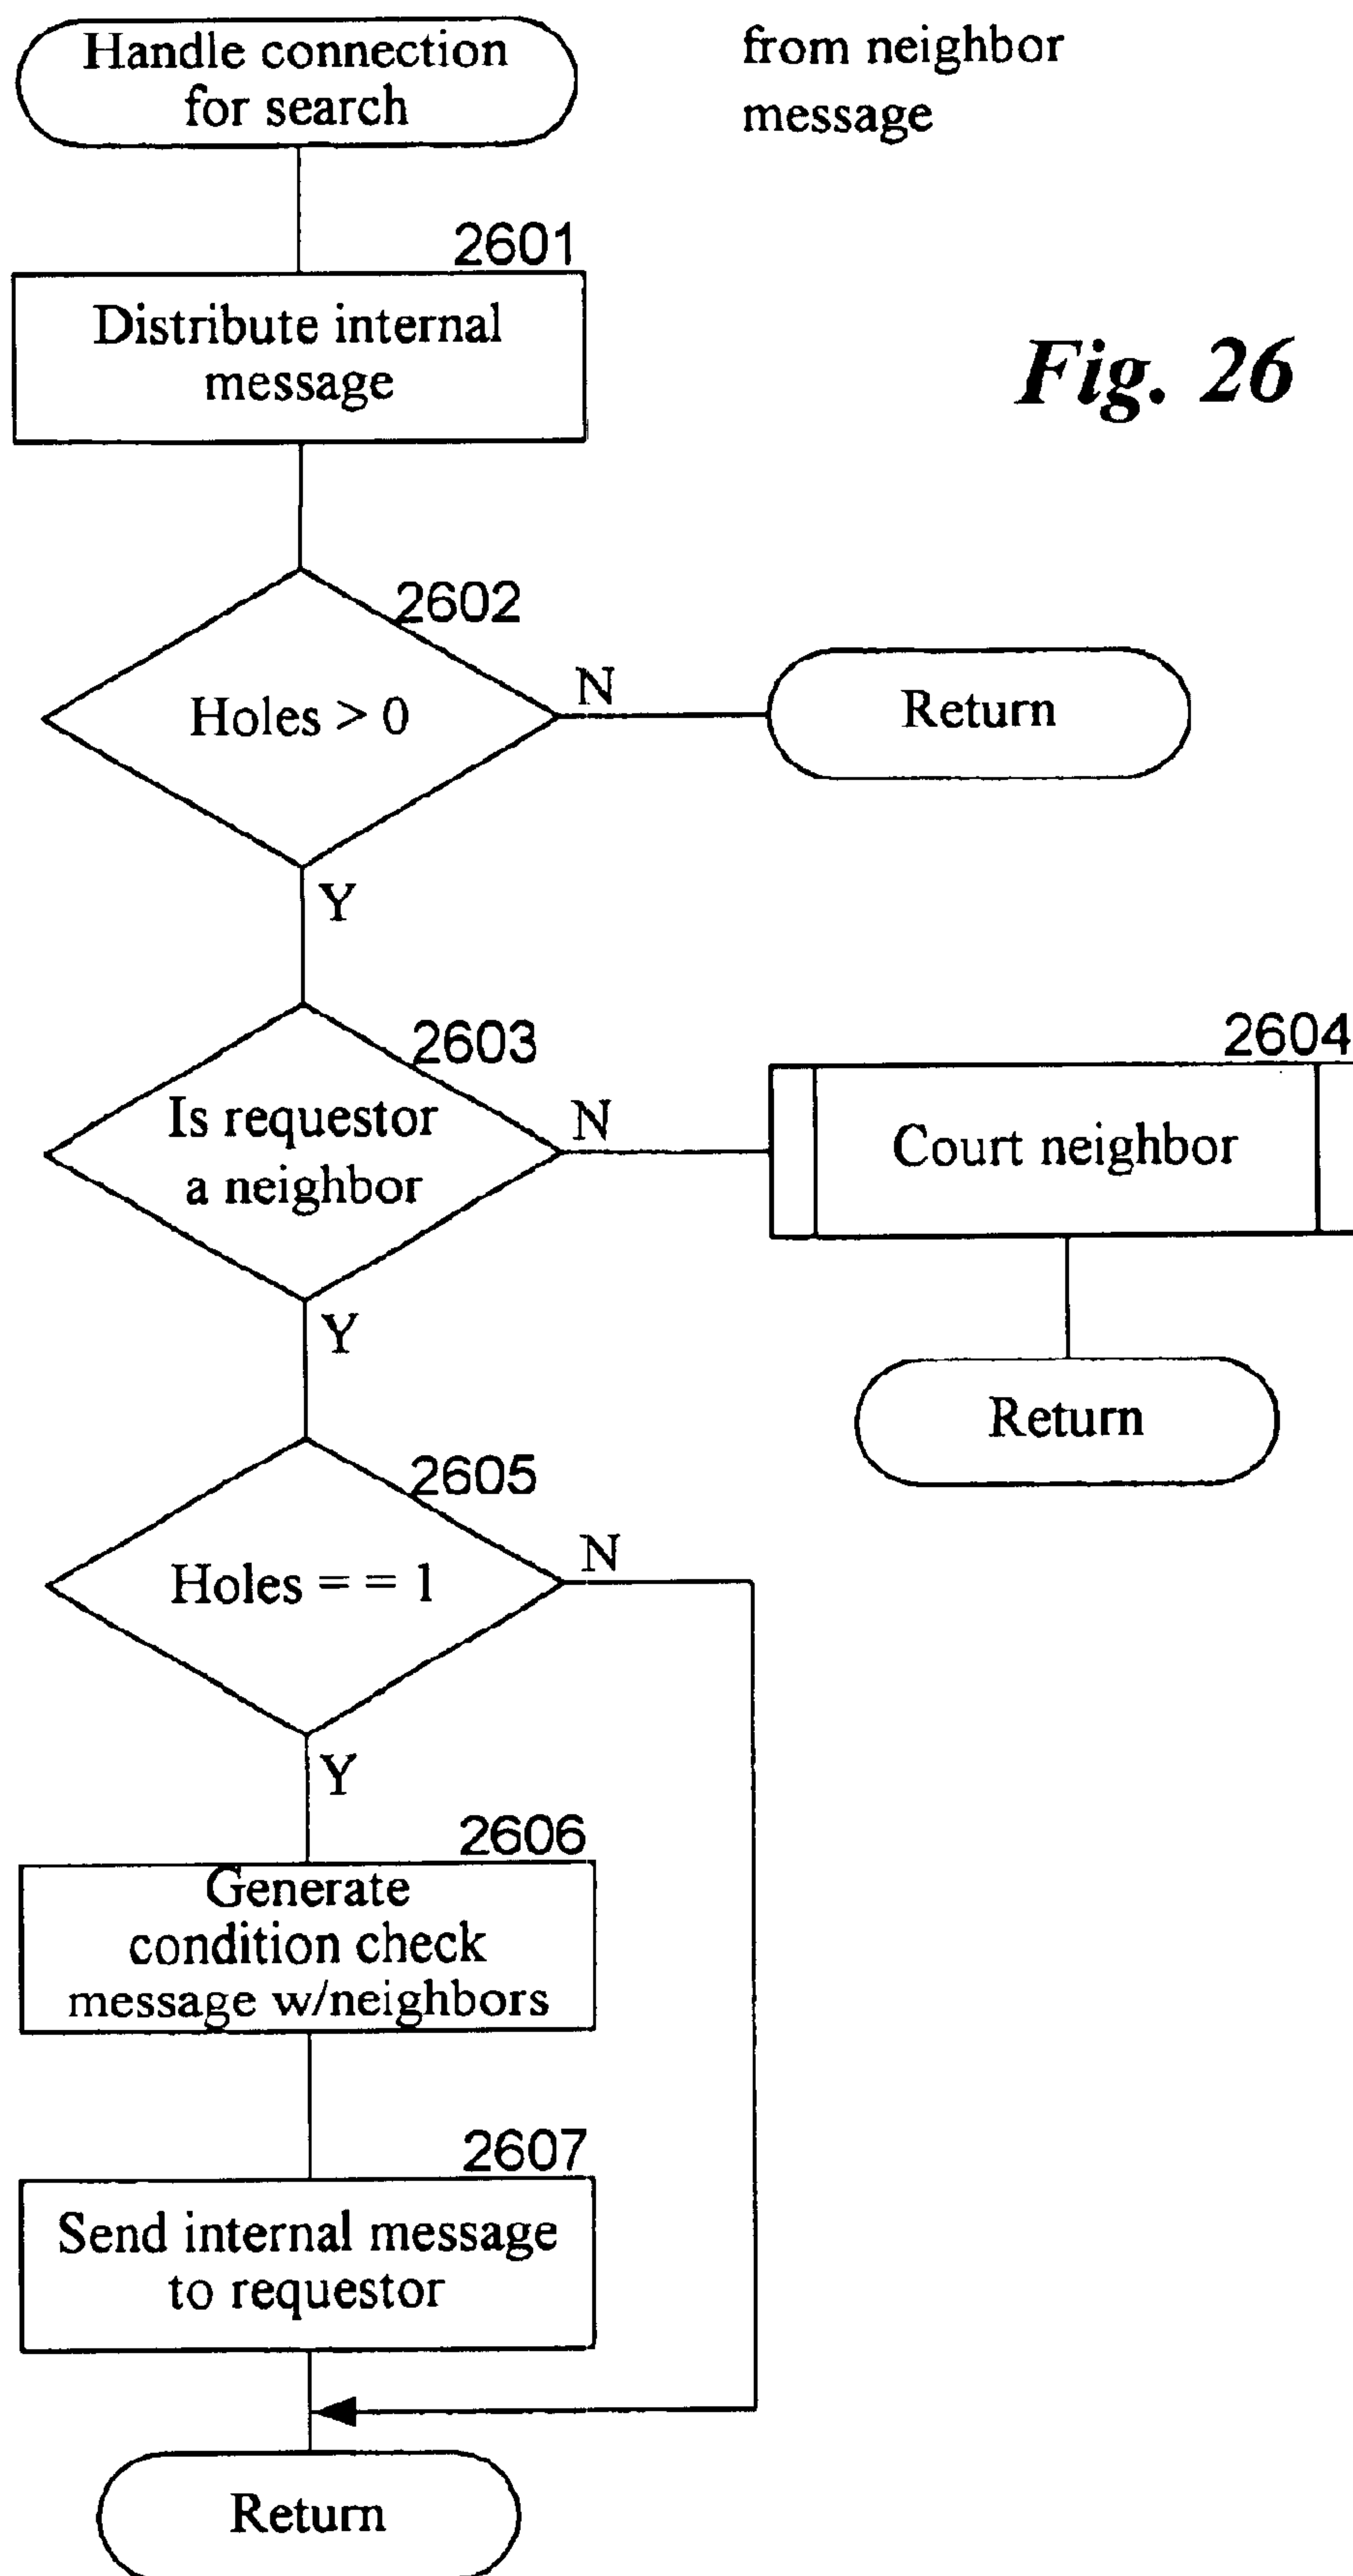 Handle connection
for search
from neighbor
message
2601
Distribute internal
message
Fig. 26
2602
Holes > 0
N
Return
Y
2603
Is requestor
a neighbor
N
2604
Court neighbor
Y
Return
2605
Holes = = 1
N
Y
2606
Generate
condition check
message w/neighbors
2607
Send internal message
to requestor
Return